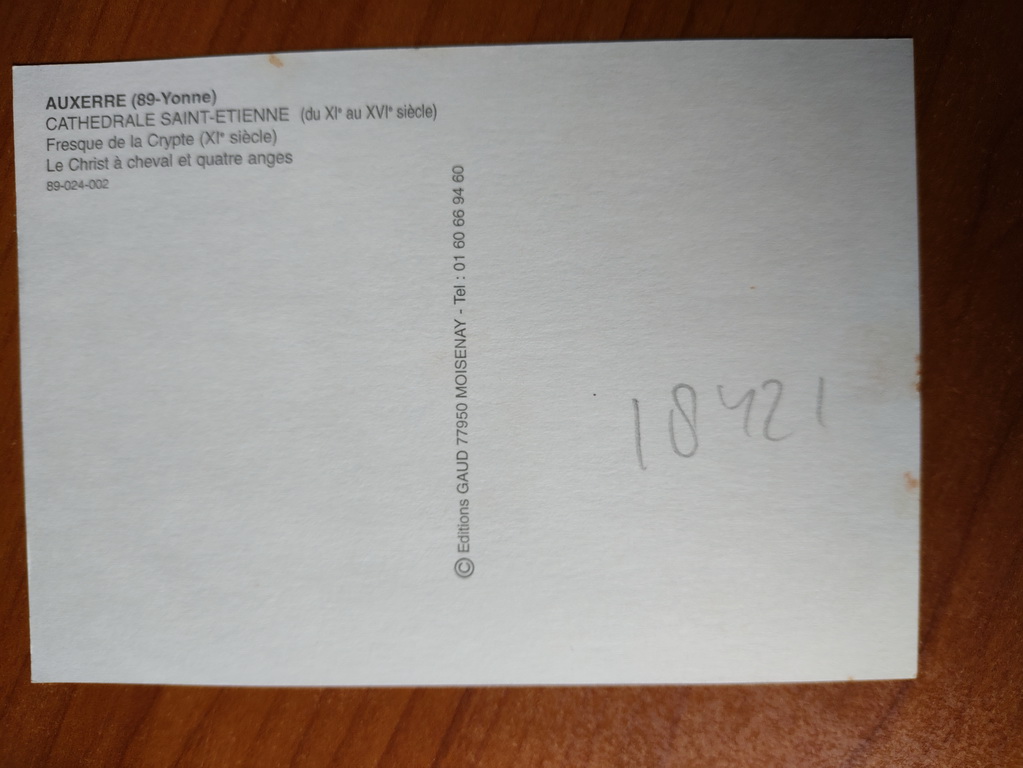 AUXERRE (89-Yonne)
CATHEDRALE SAINT-ETIENNE (du XIe au XVIe siècle)
Fresque de la Crypte (XIe siècle)
Le Christ à cheval et quatre anges
89-024-002
© Editions GAUD 77950 MOISENAY - Tel : 01 60 66 94 60
18421